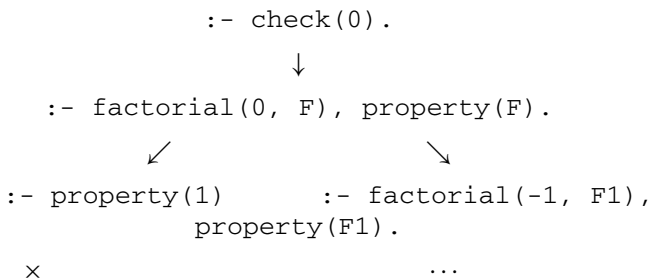 :- check(0).
↓
:- factorial(0, F), property(F).
↙ ↘
:- property(1) :- factorial(-1, F1),
property(F1).
× ...